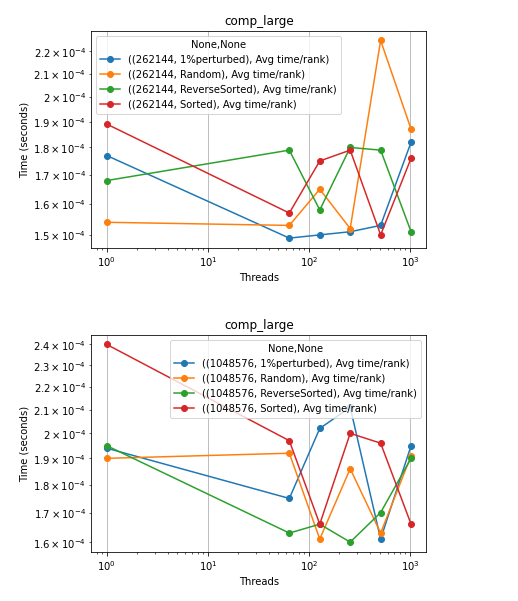 comp_large
None,None
((262144, 1%perturbed), Avg time/rank)
((262144, Random), Avg time/rank)
((262144, ReverseSorted), Avg time/rank)
((262144, Sorted), Avg time/rank)
Time (seconds)
2.2 × 10⁻⁴
2.1 × 10⁻⁴
2 × 10⁻⁴
1.9 × 10⁻⁴
1.8 × 10⁻⁴
1.7 × 10⁻⁴
1.6 × 10⁻⁴
1.5 × 10⁻⁴
10⁰ 10¹ 10² 10³
Threads
comp_large
None,None
((1048576, 1%perturbed), Avg time/rank)
((1048576, Random), Avg time/rank)
((1048576, ReverseSorted), Avg time/rank)
((1048576, Sorted), Avg time/rank)
Time (seconds)
2.4 × 10⁻⁴
2.3 × 10⁻⁴
2.2 × 10⁻⁴
2.1 × 10⁻⁴
2 × 10⁻⁴
1.9 × 10⁻⁴
1.8 × 10⁻⁴
1.7 × 10⁻⁴
1.6 × 10⁻⁴
10⁰ 10¹ 10² 10³
Threads